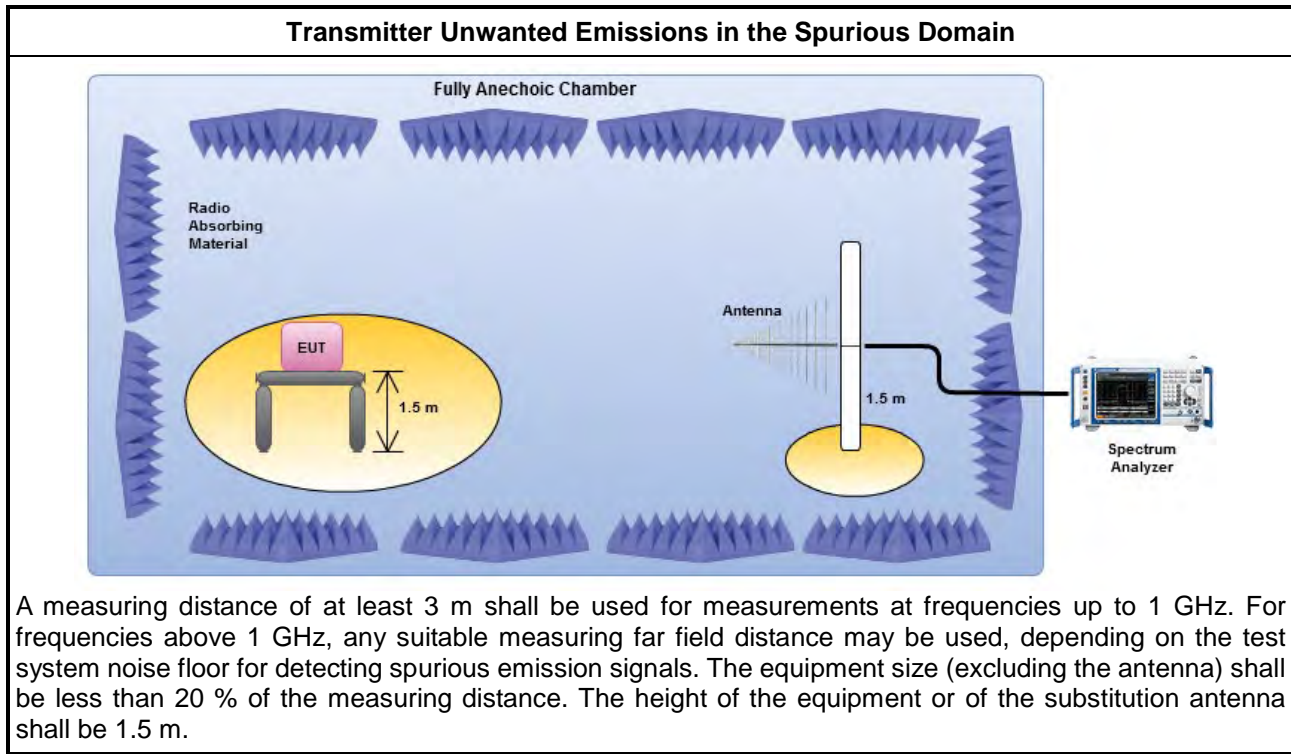 Transmitter Unwanted Emissions in the Spurious Domain
Fully Anechoic Chamber
Radio
Absorbing
Material
Antenna
EUT
1.5 m
1.5 m
Spectrum
Analyzer
A measuring distance of at least 3 m shall be used for measurements at frequencies up to 1 GHz. For
frequencies above 1 GHz, any suitable measuring far field distance may be used, depending on the test
system noise floor for detecting spurious emission signals. The equipment size (excluding the antenna) shall
be less than 20 % of the measuring distance. The height of the equipment or of the substitution antenna
shall be 1.5 m.